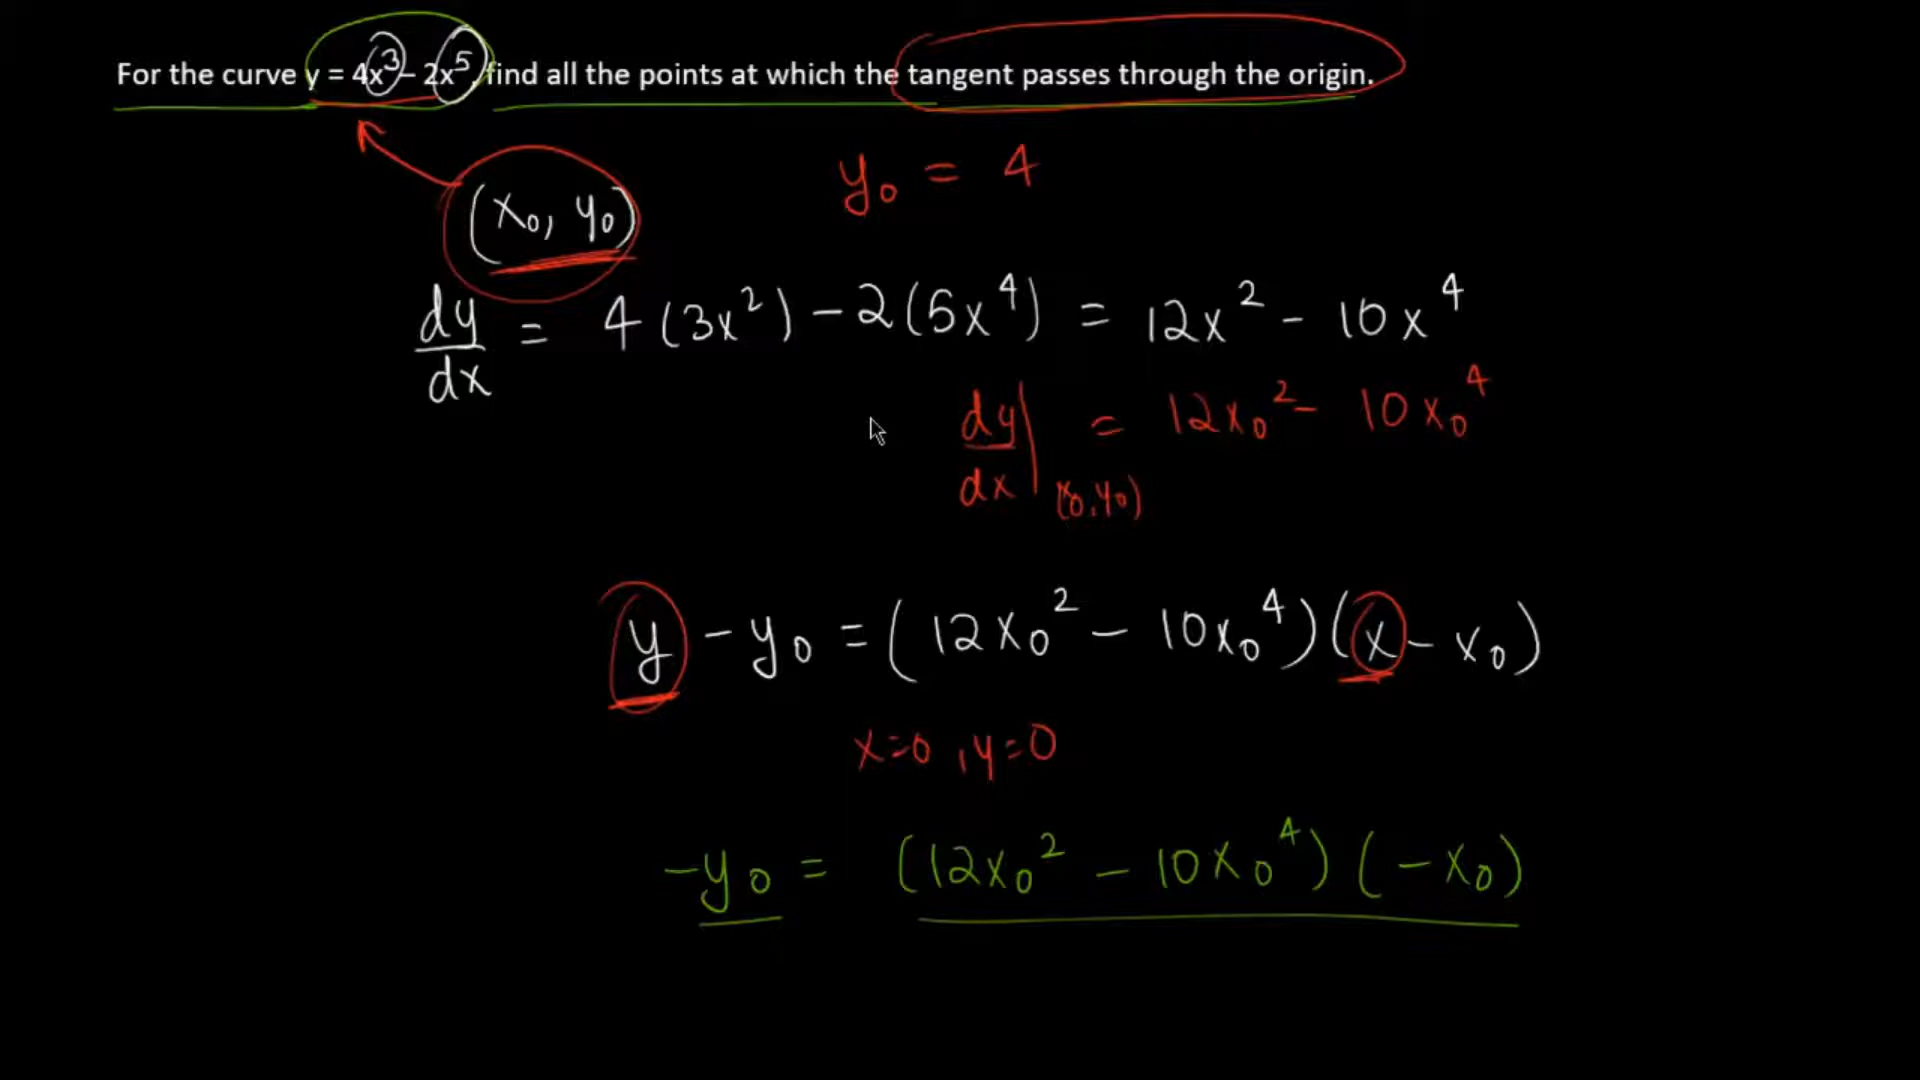 For the curve y = 4x³ – 2x⁵, find all the points at which the tangent passes through the origin.
y₀ = 4
(x₀, y₀)
dy/dx = 4(3x²) – 2(5x⁴) = 12x² – 10x⁴
dy/dx|(x₀,y₀) = 12x₀² – 10x₀⁴
y – y₀ = (12x₀² – 10x₀⁴)(x – x₀)
x=0, y=0
–y₀ = (12x₀² – 10x₀⁴)(–x₀)